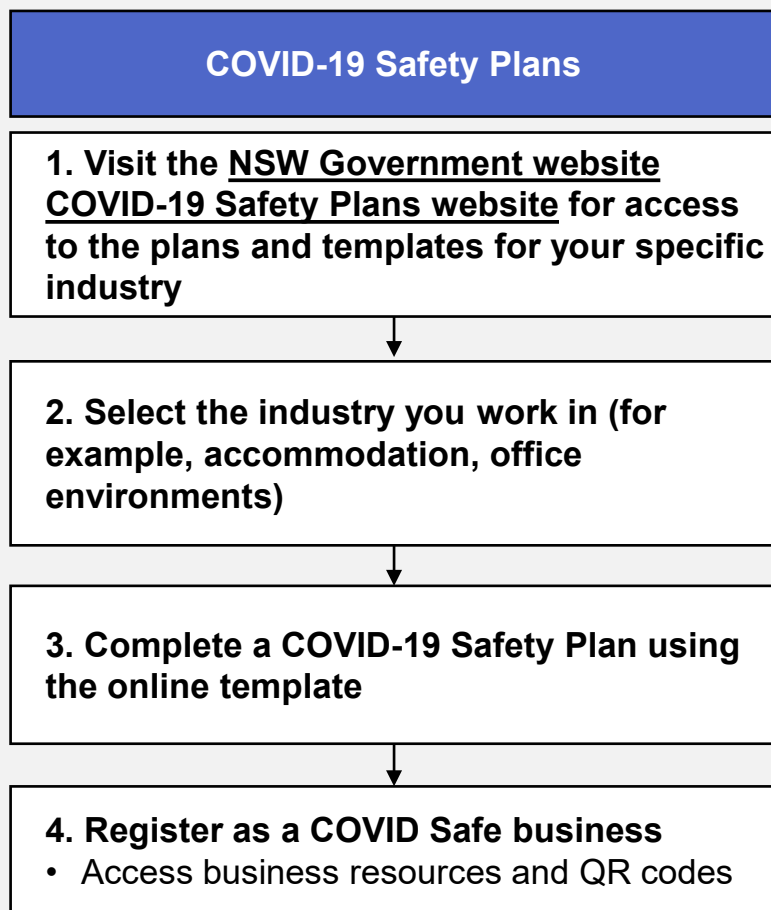 COVID-19 Safety Plans
1. Visit the NSW Government website
COVID-19 Safety Plans website for access
to the plans and templates for your specific
industry
2. Select the industry you work in (for
example, accommodation, office
environments)
3. Complete a COVID-19 Safety Plan using
the online template
4. Register as a COVID Safe business
• Access business resources and QR codes